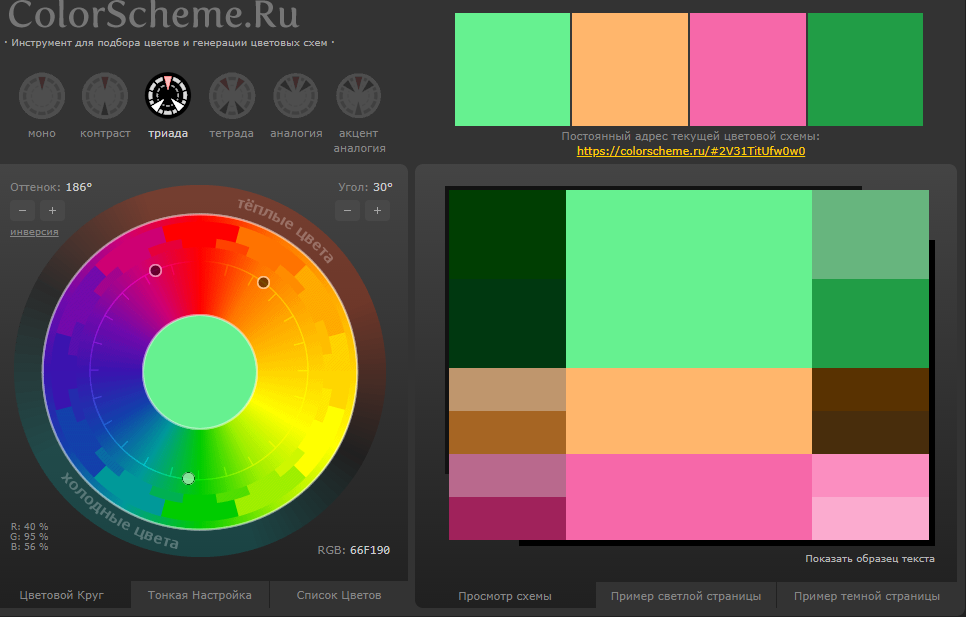 ColorScheme.Ru
· Инструмент для подбора цветов и генерации цветовых схем ·
моно
контраст
триада
тетрада
аналогия
акцент
аналогия
Постоянный адрес текущей цветовой схемы:
https://colorscheme.ru/#2V31TitUfw0w0
Оттенок: 186°
− +
инверсия
Угол: 30°
− +
тёплые цвета
холодные цвета
R: 40 %
G: 95 %
B: 56 %
RGB: 66F190
Цветовой Круг
Тонкая Настройка
Список Цветов
Показать образец текста
Просмотр схемы
Пример светлой страницы
Пример темной страницы